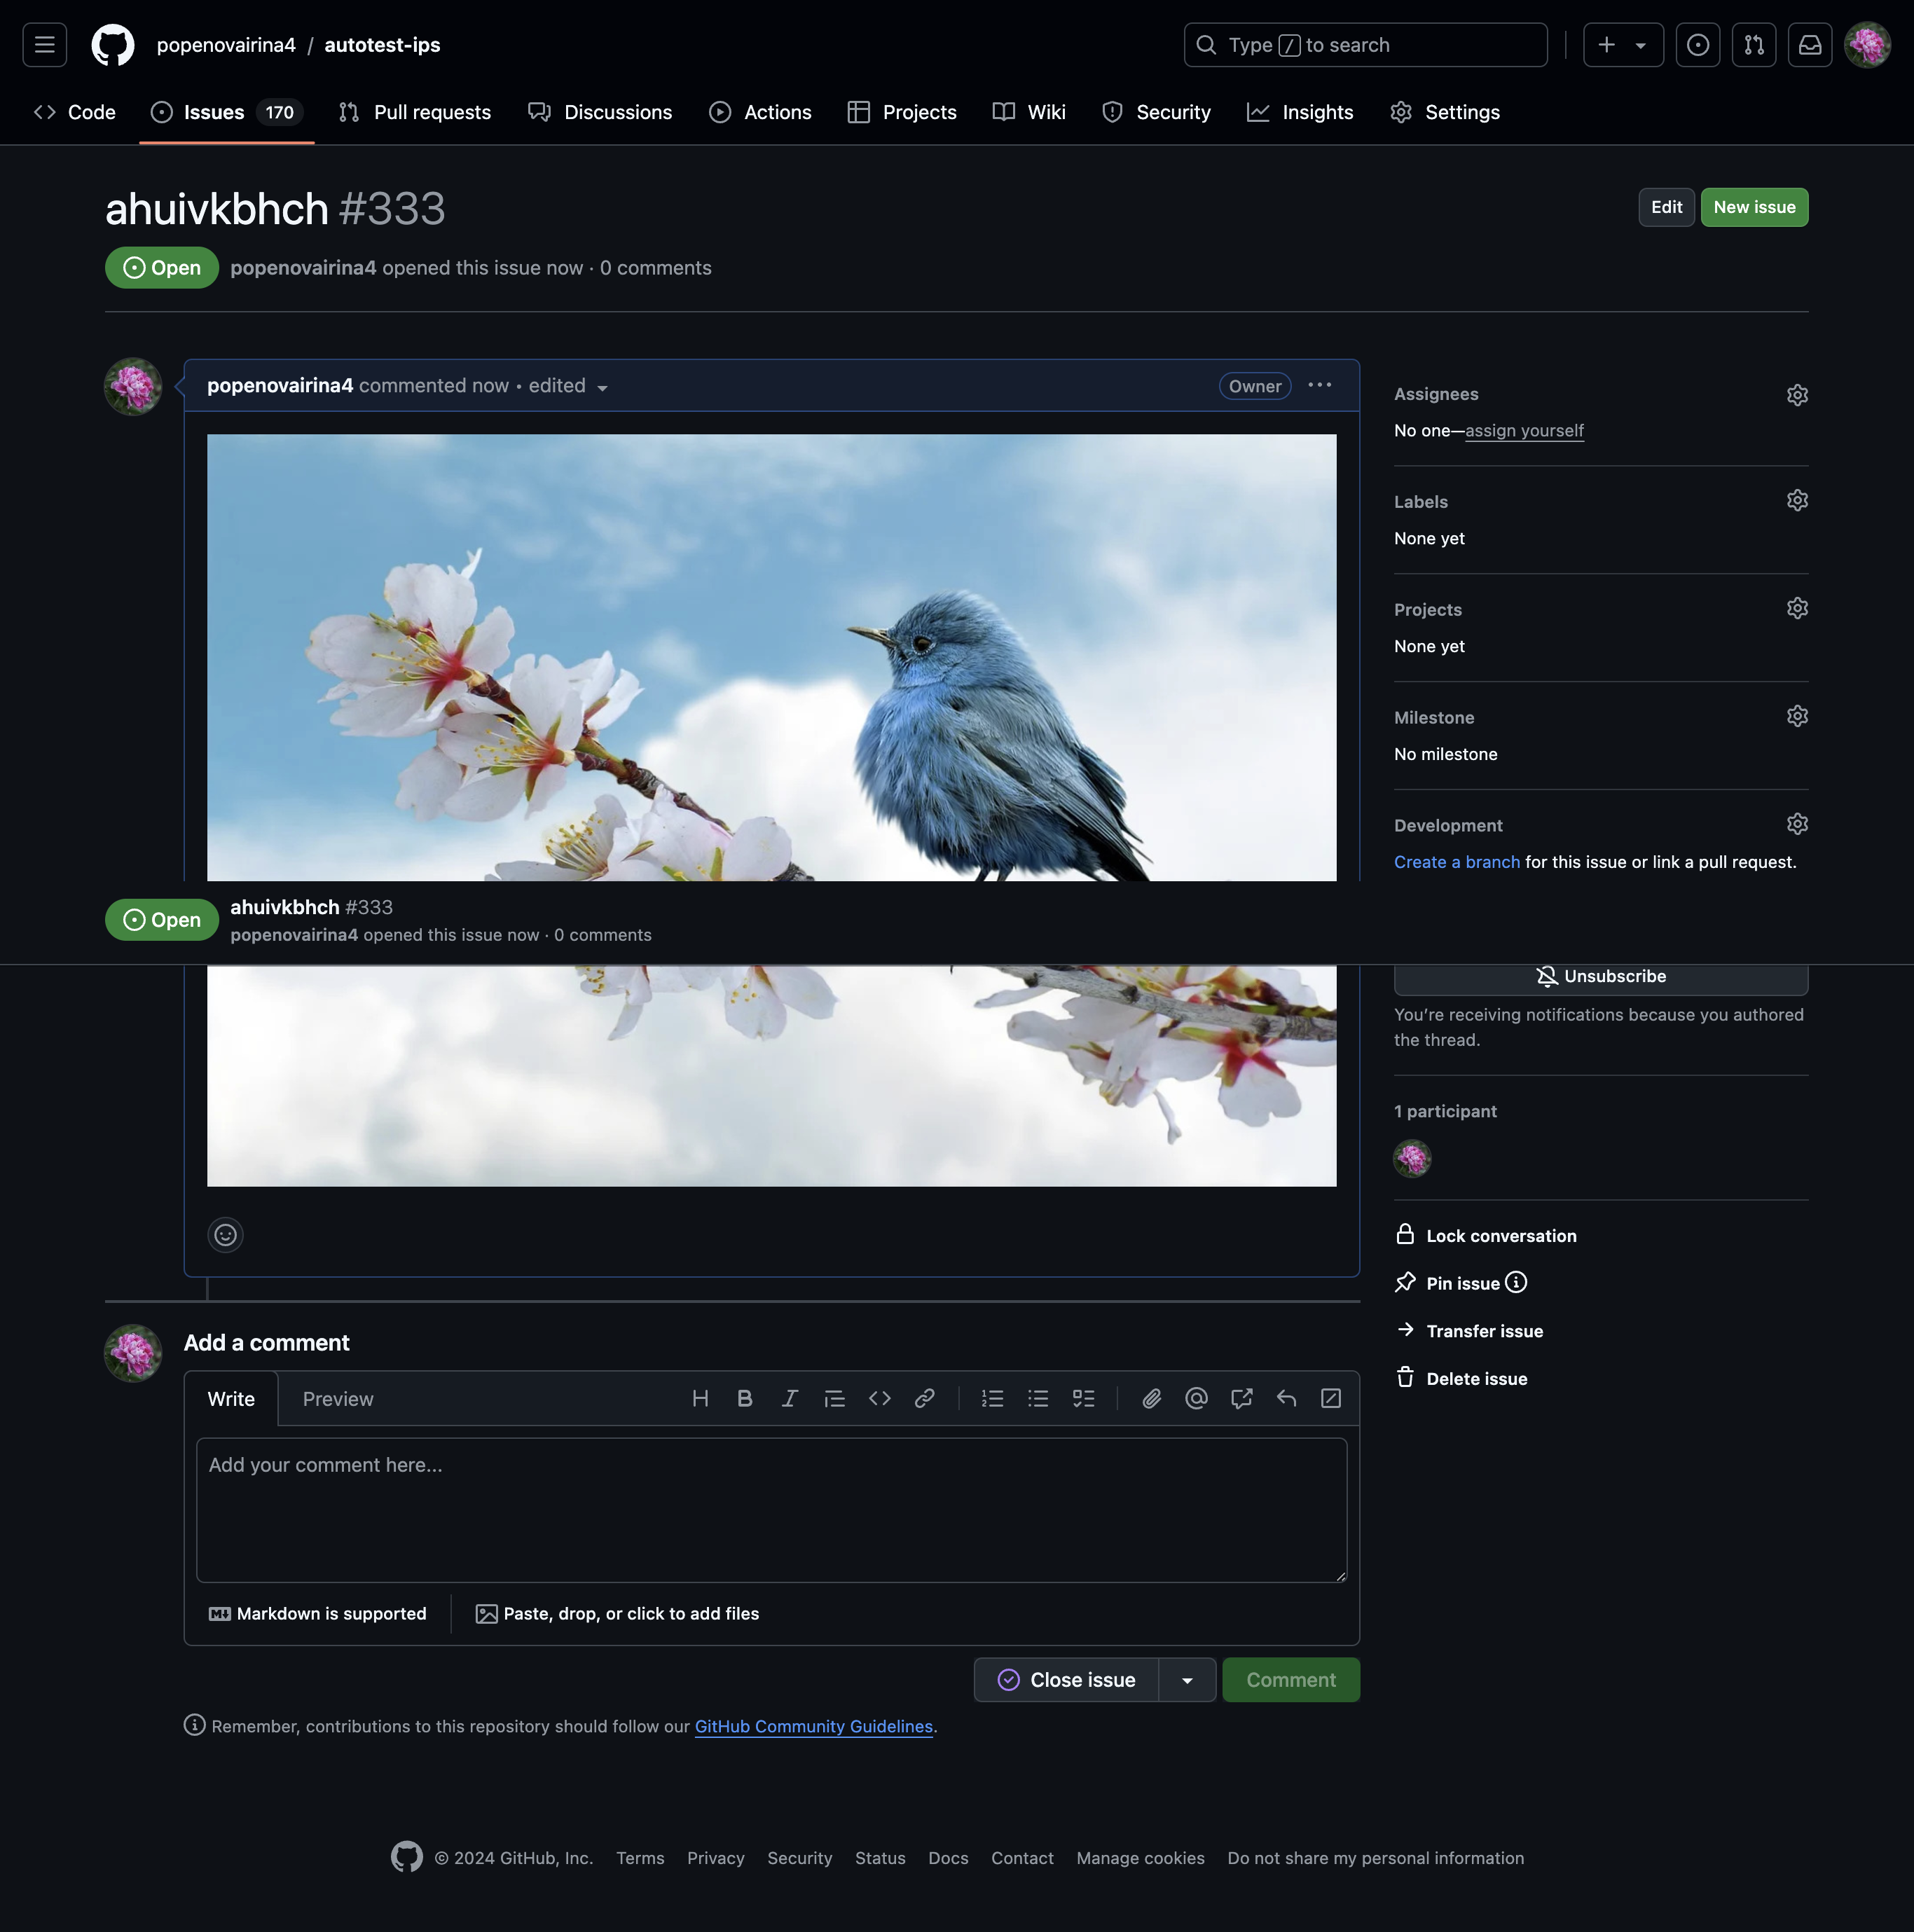 popenovairina4 / autotest-ips
Type / to search
Code
Issues 170
Pull requests
Discussions
Actions
Projects
Wiki
Security
Insights
Settings
ahuivkbhch #333
Edit
New issue
Open
popenovairina4 opened this issue now · 0 comments
popenovairina4 commented now • edited
Owner
Assignees
No one—assign yourself
Labels
None yet
Projects
None yet
Milestone
No milestone
Development
Create a branch for this issue or link a pull request.
Open
ahuivkbhch #333
popenovairina4 opened this issue now · 0 comments
Unsubscribe
You’re receiving notifications because you authored
the thread.
1 participant
Lock conversation
Pin issue
Transfer issue
Delete issue
Add a comment
Write
Preview
Add your comment here...
Markdown is supported
Paste, drop, or click to add files
Close issue
Comment
Remember, contributions to this repository should follow our GitHub Community Guidelines.
© 2024 GitHub, Inc.
Terms
Privacy
Security
Status
Docs
Contact
Manage cookies
Do not share my personal information